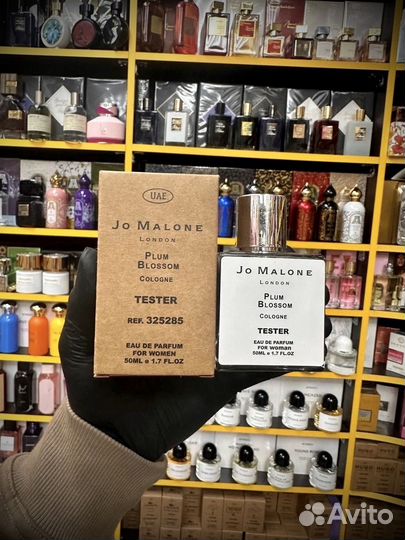 UAE
JO MALONE
LONDON
PLUM
BLOSSOM
COLOGNE
TESTER
REF. 325285
EAU DE PARFUM
FOR WOMEN
50ML e 1.7 FL.OZ
JO MALONE
LONDON
PLUM
BLOSSOM
COLOGNE
TESTER
EAU DE PARFUM
FOR woman
50ML e 1.7 FL.OZ
Avito